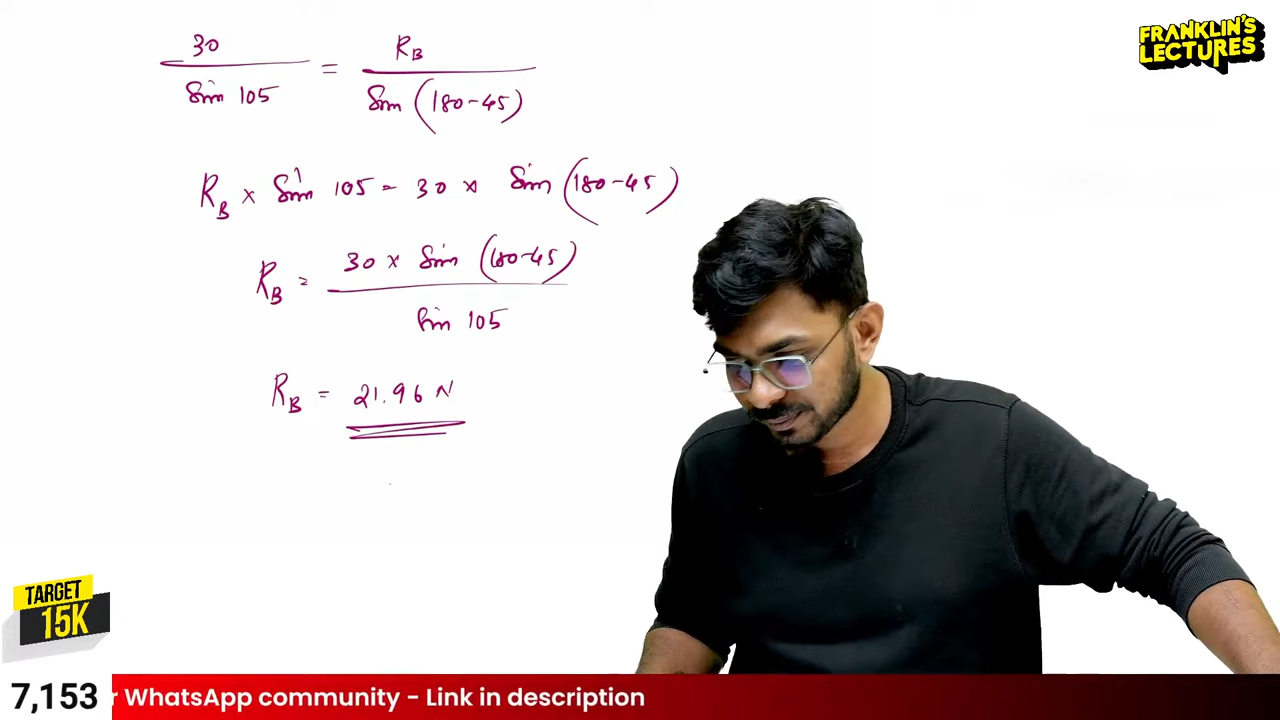 30 / sin 105 = R_B / sin (180-45)
R_B × sin 105 = 30 × sin (180-45)
R_B = 30 × sin (180-45) / sin 105
R_B = 21.96 N
FRANKLIN'S
LECTURES
TARGET
15K
7,153
r WhatsApp community - Link in description